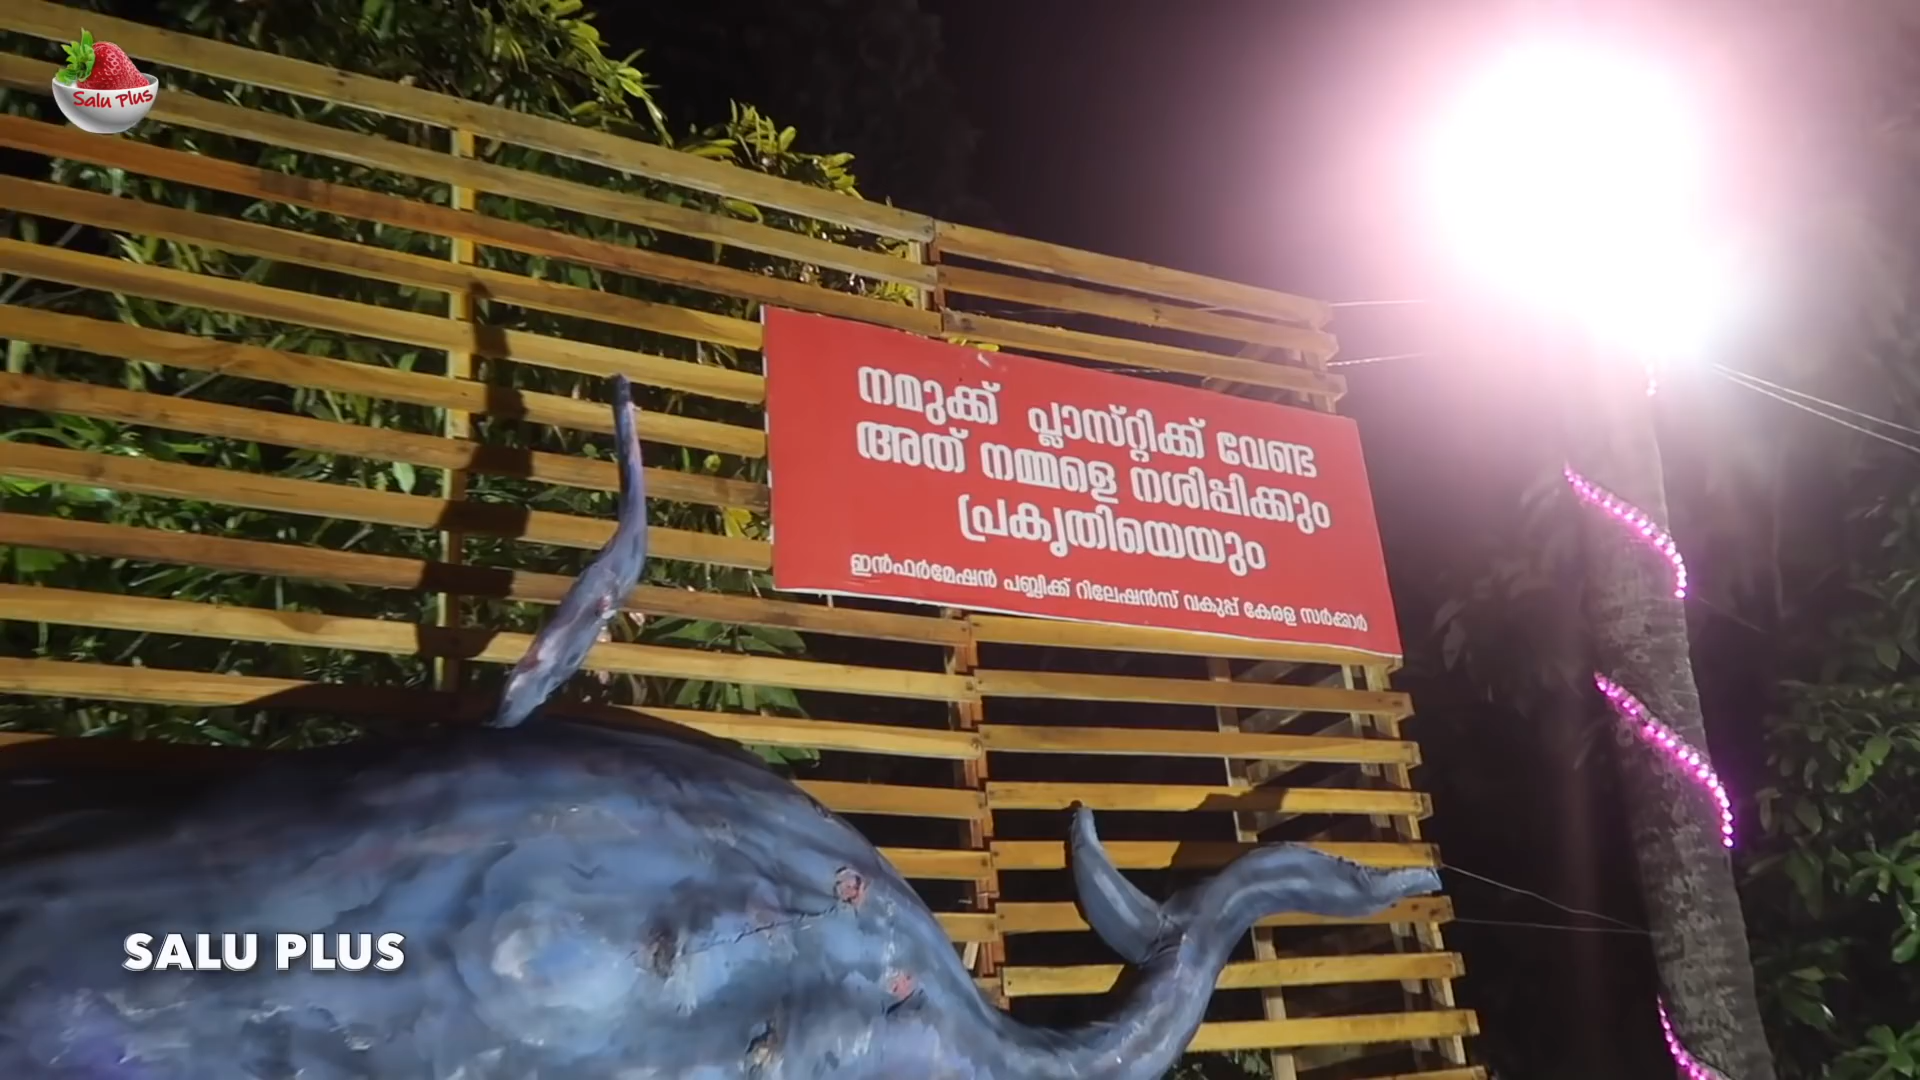 Salu Plus
നമുക്ക് പ്ലാസ്റ്റിക്ക് വേണ്ട
അത് നമ്മളെ നശിപ്പിക്കും
പ്രകൃതിയെയും
ഇൻഫർമേഷൻ പബ്ലിക്ക് റിലേഷൻസ് വകുപ്പ് കേരള സർക്കാർ
SALU PLUS